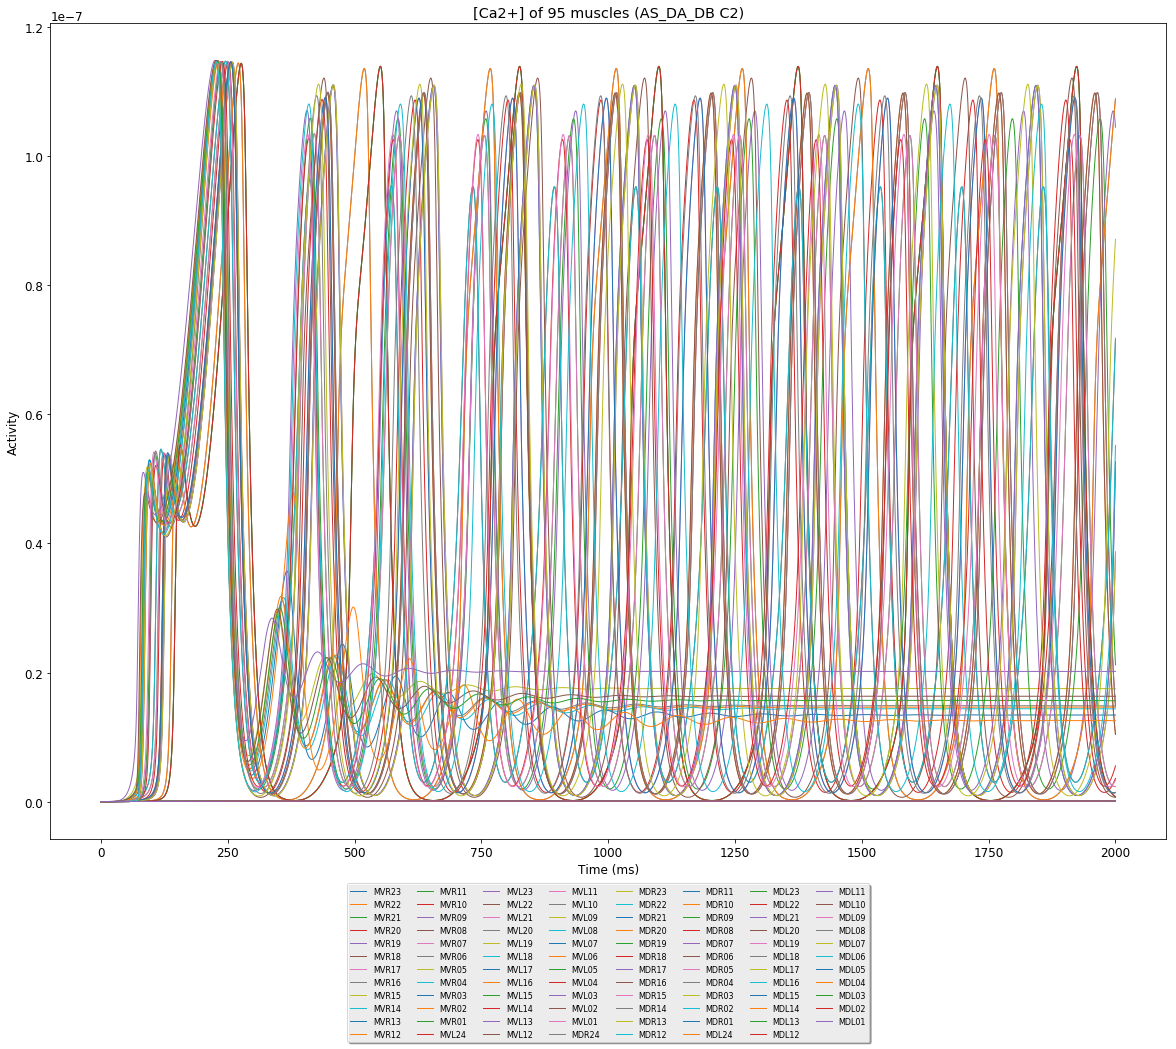 [Ca2+] of 95 muscles (AS_DA_DB C2)
1e−7
1.2
1.0
0.8
0.6
0.4
0.2
0.0
Activity
0 250 500 750 1000 1250 1500 1750 2000
Time (ms)
MVR23 MVR11 MVL23 MVL11 MDR23 MDR11 MDL23 MDL11
MVR22 MVR10 MVL22 MVL10 MDR22 MDR10 MDL22 MDL10
MVR21 MVR09 MVL21 MVL09 MDR21 MDR09 MDL21 MDL09
MVR20 MVR08 MVL20 MVL08 MDR20 MDR08 MDL20 MDL08
MVR19 MVR07 MVL19 MVL07 MDR19 MDR07 MDL19 MDL07
MVR18 MVR06 MVL18 MVL06 MDR18 MDR06 MDL18 MDL06
MVR17 MVR05 MVL17 MVL05 MDR17 MDR05 MDL17 MDL05
MVR16 MVR04 MVL16 MVL04 MDR16 MDR04 MDL16 MDL04
MVR15 MVR03 MVL15 MVL03 MDR15 MDR03 MDL15 MDL03
MVR14 MVR02 MVL14 MVL02 MDR14 MDR02 MDL14 MDL02
MVR13 MVR01 MVL13 MVL01 MDR13 MDR01 MDL13 MDL01
MVR12 MVL24 MVL12 MDR24 MDR12 MDL24 MDL12